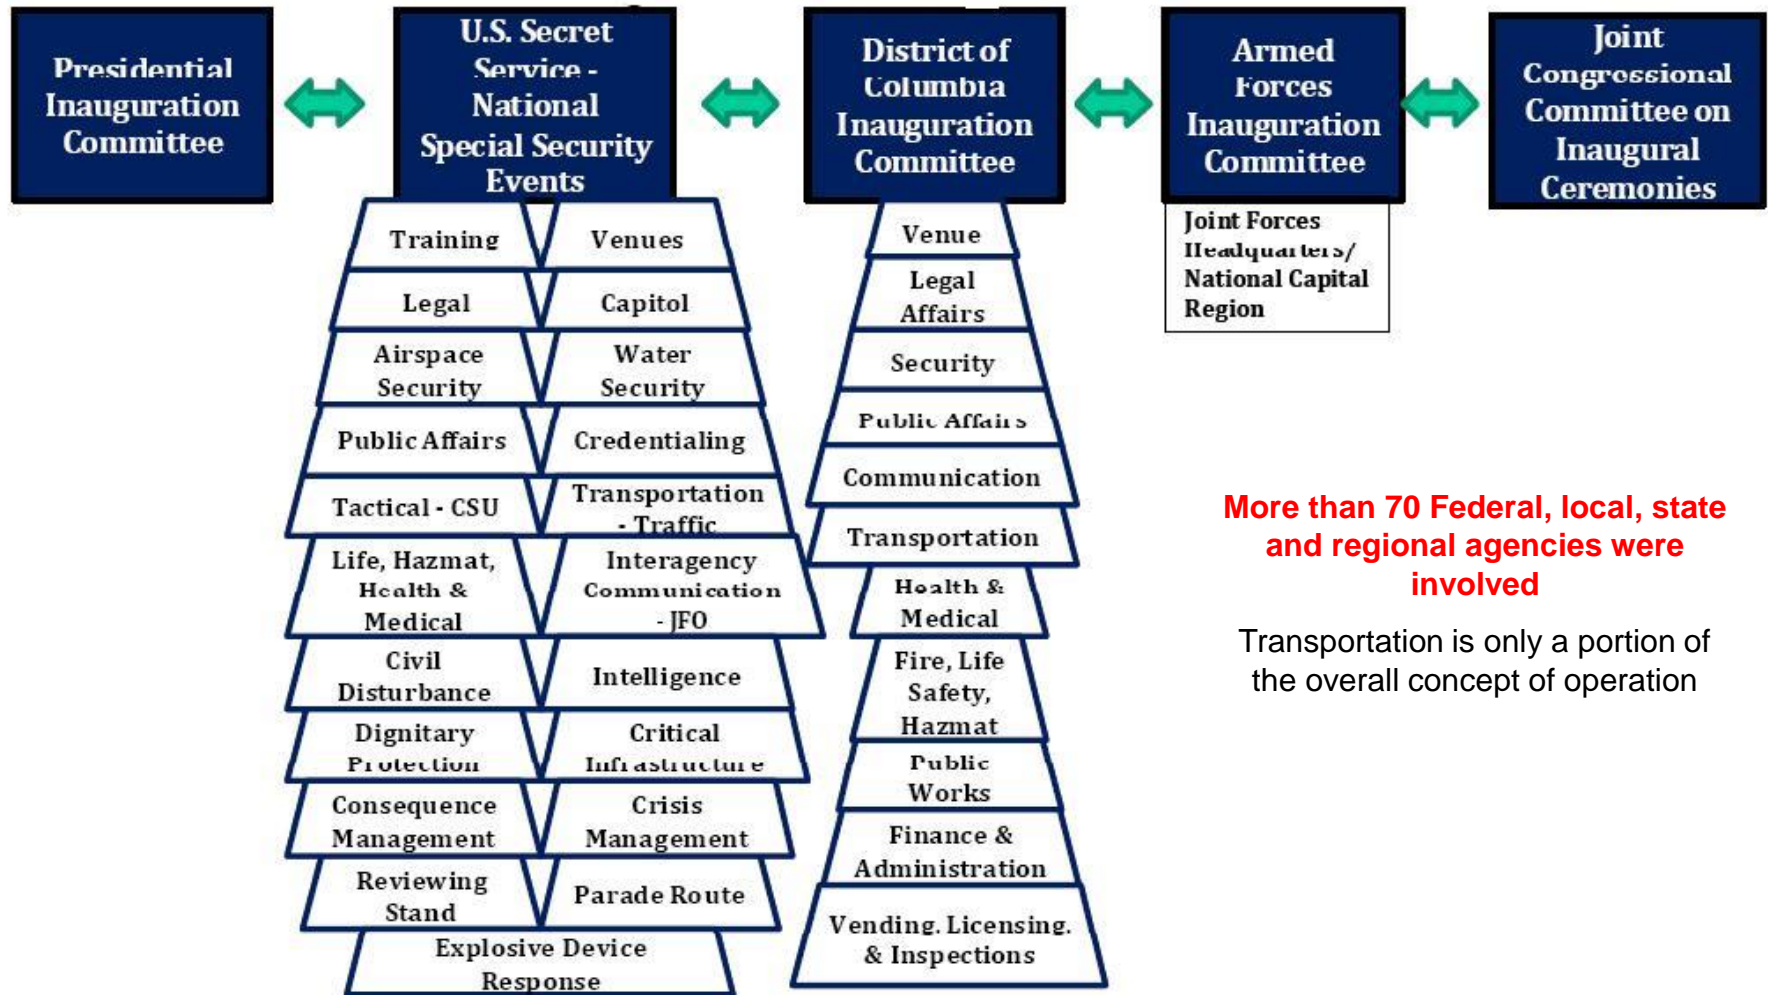 Presidential
Inauguration
Committee
U.S. Secret
Service -
National
Special Security
Events
District of
Columbia
Inauguration
Committee
Armed
Forces
Inauguration
Committee
Joint
Congressional
Committee on
Inaugural
Ceremonies
Training
Venues
Legal
Capitol
Airspace
Security
Water
Security
Public Affairs
Credentialing
Tactical - CSU
Transportation
- Traffic
Life, Hazmat,
Health &
Medical
Interagency
Communication
- JFO
Civil
Disturbance
Intelligence
Dignitary
Protection
Critical
Infrastructure
Consequence
Management
Crisis
Management
Reviewing
Stand
Parade Route
Explosive Device
Response
Venue
Legal
Affairs
Security
Public Affairs
Communication
Transportation
Health &
Medical
Fire, Life
Safety,
Hazmat
Public
Works
Finance &
Administration
Vending, Licensing,
& Inspections
Joint Forces
Headquarters/
National Capital
Region
More than 70 Federal, local, state
and regional agencies were
involved
Transportation is only a portion of
the overall concept of operation